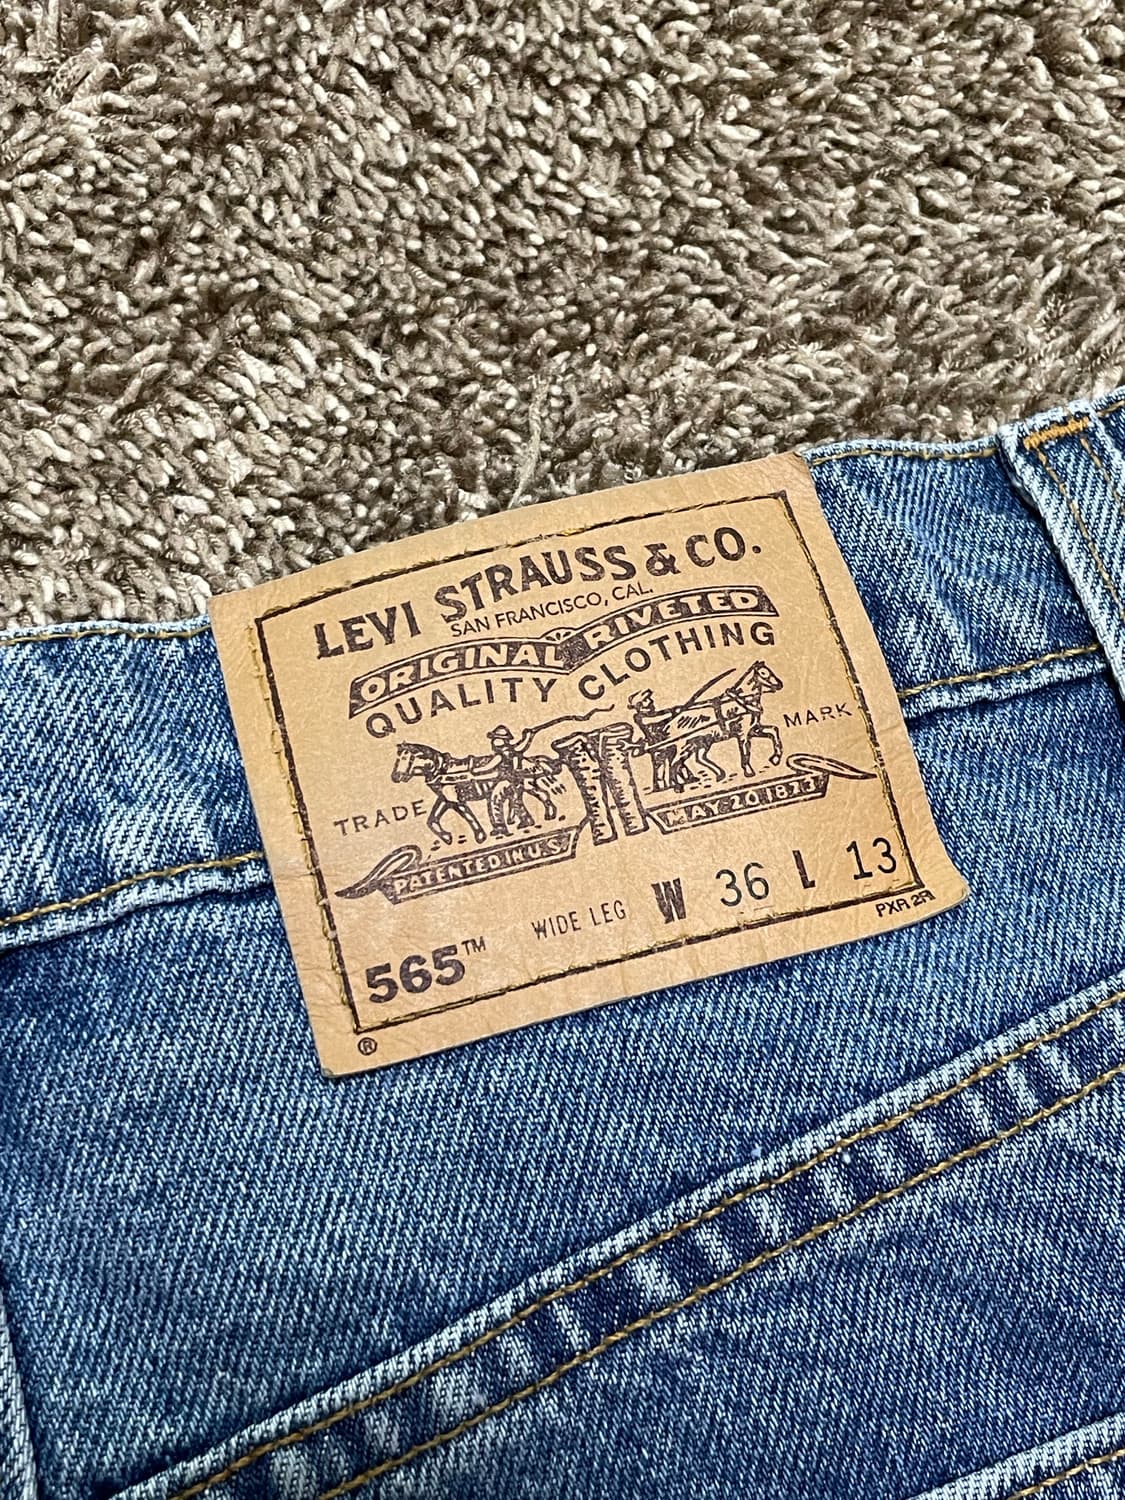 LEVI STRAUSS & CO.
SAN FRANCISCO, CAL.
ORIGINAL RIVETED
QUALITY CLOTHING
TRADE MARK
PATENTED IN U.S. MAY 20 1873
565™ WIDE LEG W 36 L 13
® PXR 2R